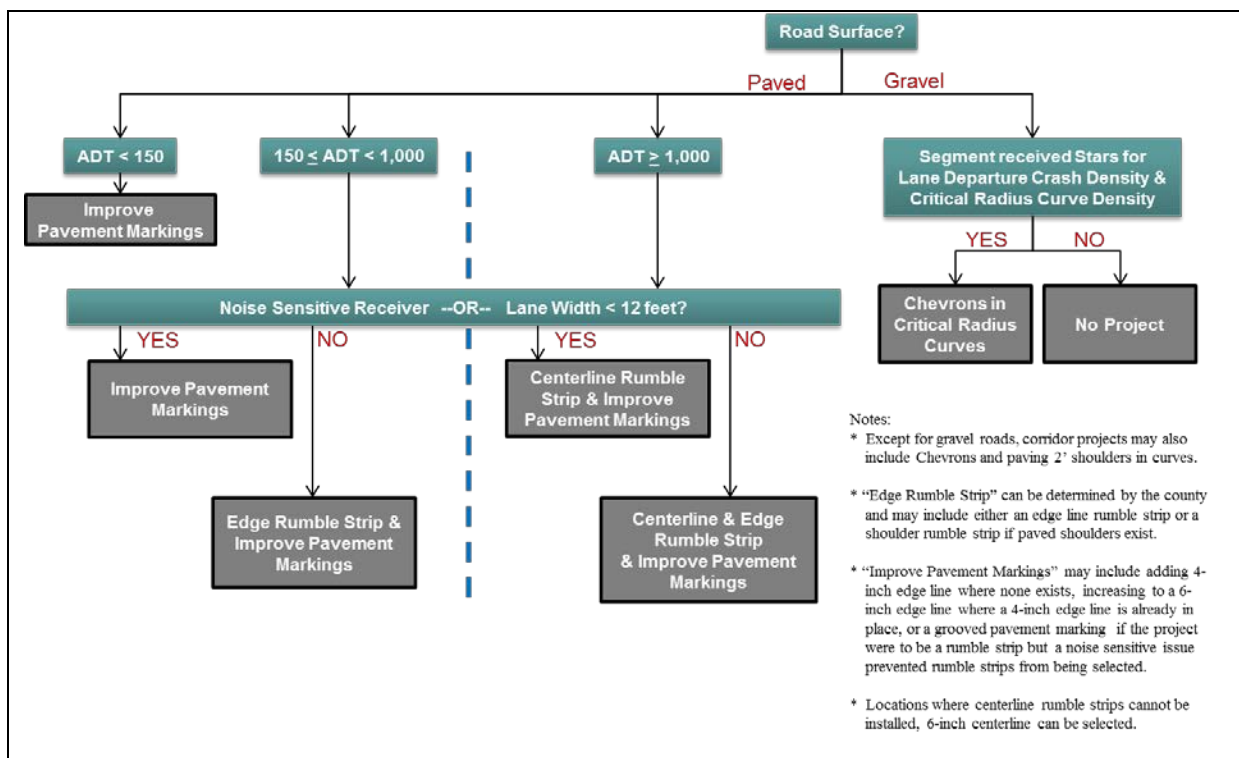 Road Surface?
Paved
Gravel
ADT < 150
150 ≤ ADT < 1,000
ADT ≥ 1,000
Segment received Stars for
Lane Departure Crash Density &
Critical Radius Curve Density
Improve
Pavement Markings
YES
NO
Chevrons in
Critical Radius
Curves
No Project
Noise Sensitive Receiver --OR-- Lane Width < 12 feet?
YES
NO
YES
NO
Improve Pavement
Markings
Centerline Rumble
Strip & Improve
Pavement Markings
Edge Rumble Strip &
Improve Pavement
Markings
Centerline & Edge
Rumble Strip
& Improve Pavement
Markings
Notes:
* Except for gravel roads, corridor projects may also
include Chevrons and paving 2’ shoulders in curves.
* “Edge Rumble Strip” can be determined by the county
and may include either an edge line rumble strip or a
shoulder rumble strip if paved shoulders exist.
* “Improve Pavement Markings” may include adding 4-
inch edge line where none exists, increasing to a 6-
inch edge line where a 4-inch edge line is already in
place, or a grooved pavement marking if the project
were to be a rumble strip but a noise sensitive issue
prevented rumble strips from being selected.
* Locations where centerline rumble strips cannot be
installed, 6-inch centerline can be selected.